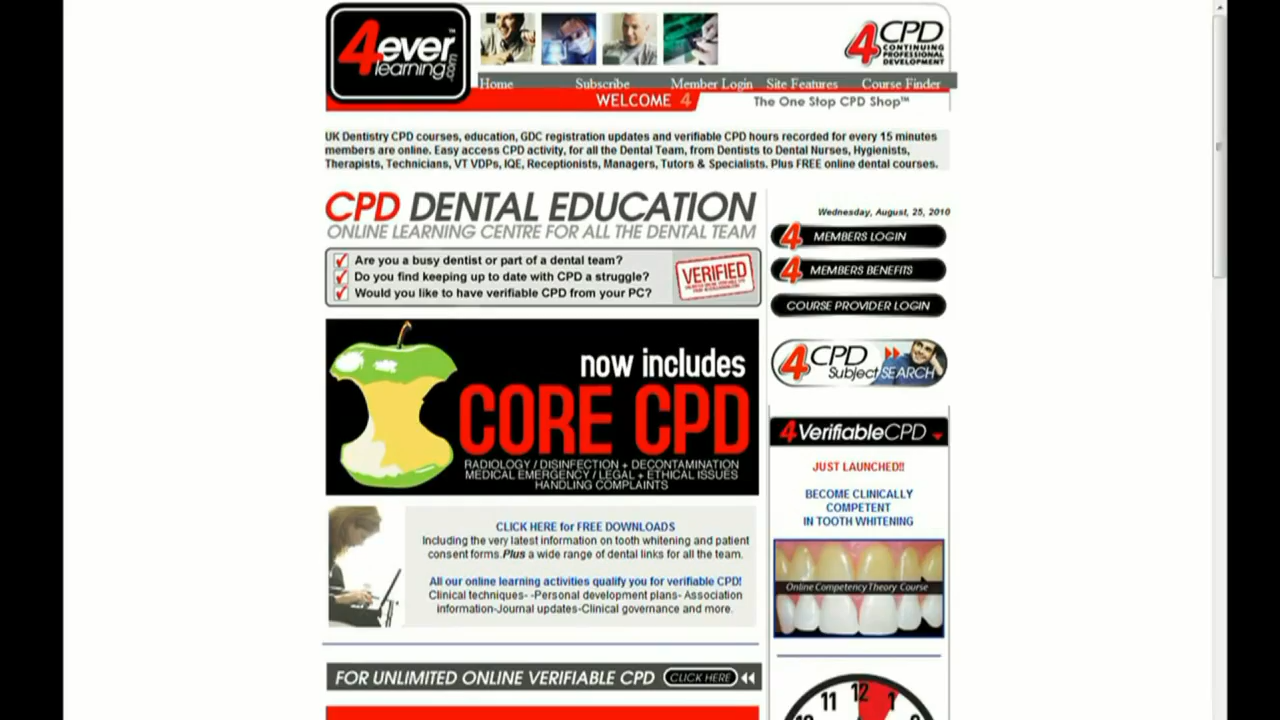 4ever
learning.com
4CPD
CONTINUING
PROFESSIONAL
DEVELOPMENT
Home Subscribe Member Login Site Features Course Finder
WELCOME 4 The One Stop CPD Shop™
UK Dentistry CPD courses, education, GDC registration updates and verifiable CPD hours recorded for every 15 minutes
members are online. Easy access CPD activity, for all the Dental Team, from Dentists to Dental Nurses, Hygienists,
Therapists, Technicians, VT VDPs, IQE, Receptionists, Managers, Tutors & Specialists. Plus FREE online dental courses.
CPD DENTAL EDUCATION
ONLINE LEARNING CENTRE FOR ALL THE DENTAL TEAM
Are you a busy dentist or part of a dental team?
Do you find keeping up to date with CPD a struggle?
Would you like to have verifiable CPD from your PC?
VERIFIED
now includes
CORE CPD
RADIOLOGY / DISINFECTION + DECONTAMINATION
MEDICAL EMERGENCY / LEGAL + ETHICAL ISSUES
HANDLING COMPLAINTS
CLICK HERE for FREE DOWNLOADS
Including the very latest information on tooth whitening and patient
consent forms.Plus a wide range of dental links for all the team.
All our online learning activities qualify you for verifiable CPD!
Clinical techniques- -Personal development plans- Association
information-Journal updates-Clinical governance and more.
FOR UNLIMITED ONLINE VERIFIABLE CPD CLICK HERE
Wednesday, August, 25, 2010
4 MEMBERS LOGIN
4 MEMBERS BENEFITS
COURSE PROVIDER LOGIN
4CPD
Subject SEARCH
4VerifiableCPD
JUST LAUNCHED!!
BECOME CLINICALLY
COMPETENT
IN TOOTH WHITENING
Online Competency Theory Course
11 12 1